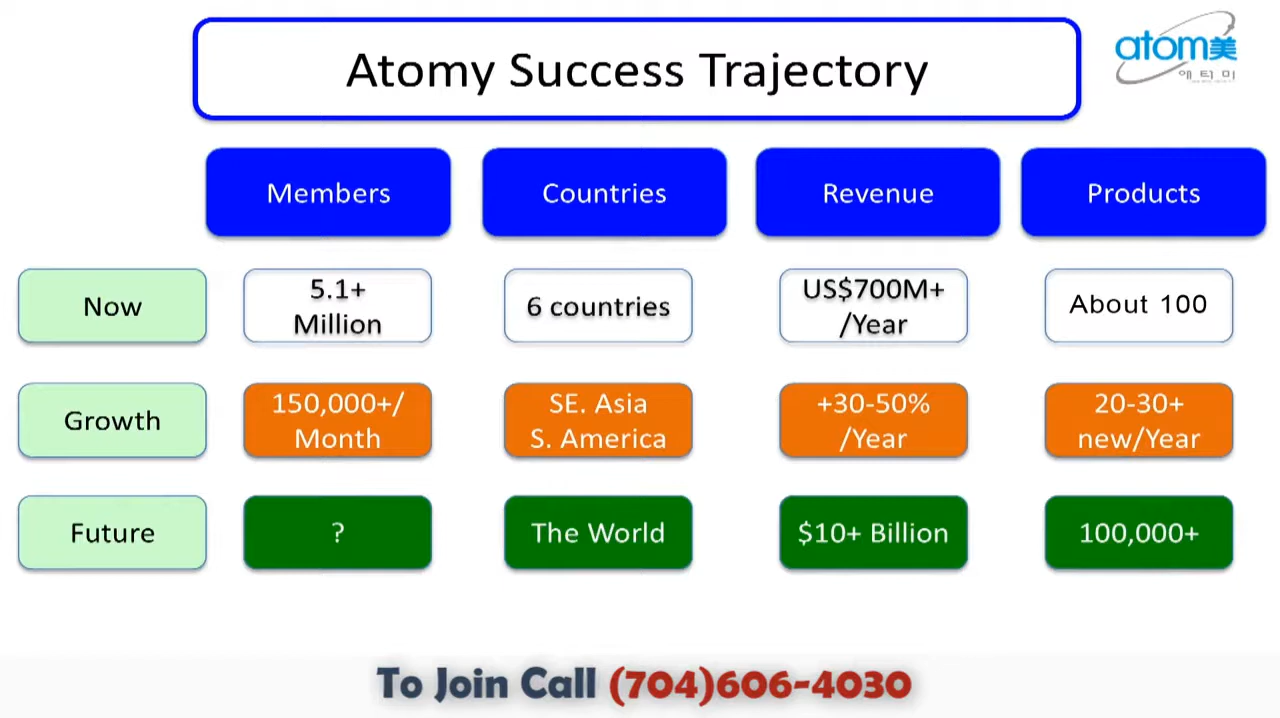 Atomy Success Trajectory
atom美
애터미
Members
Countries
Revenue
Products
Now
5.1+
Million
6 countries
US$700M+
/Year
About 100
Growth
150,000+/
Month
SE. Asia
S. America
+30-50%
/Year
20-30+
new/Year
Future
?
The World
$10+ Billion
100,000+
To Join Call (704)606-4030